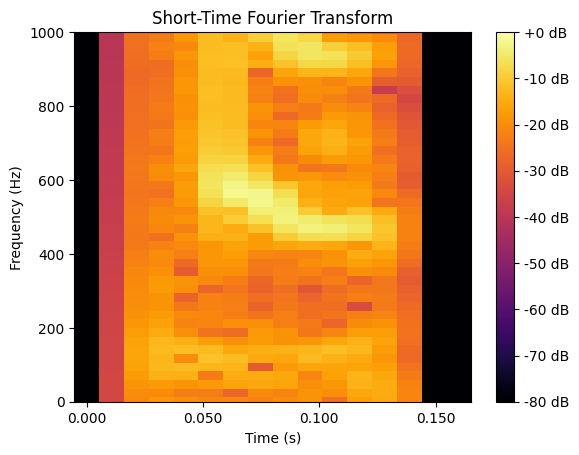 Short-Time Fourier Transform
1000
800
600
400
200
0
Frequency (Hz)
0.000
0.050
0.100
0.150
Time (s)
+0 dB
-10 dB
-20 dB
-30 dB
-40 dB
-50 dB
-60 dB
-70 dB
-80 dB